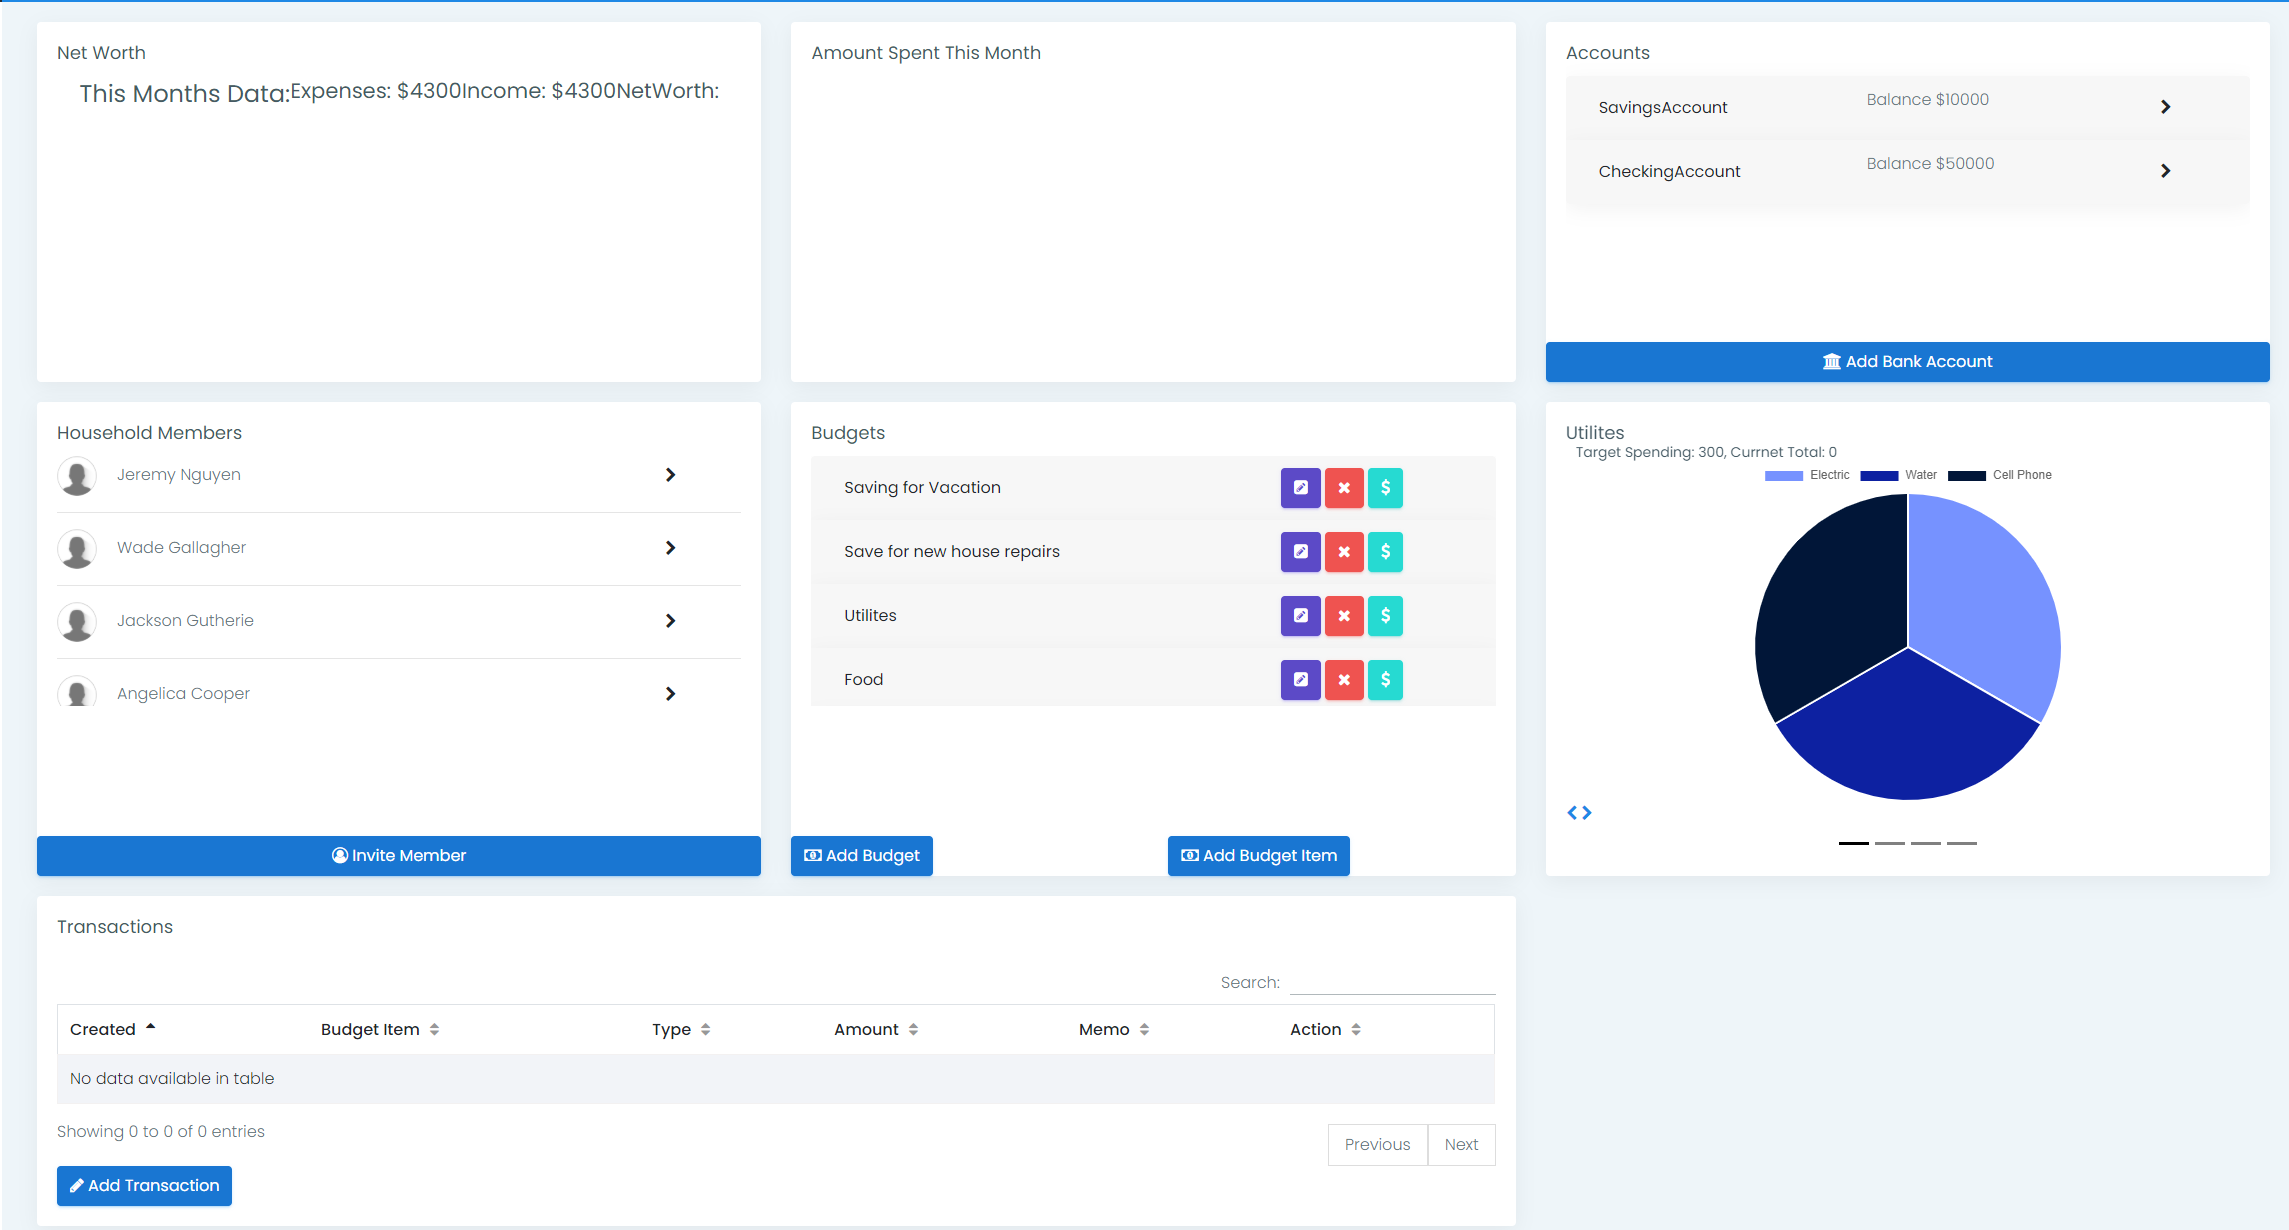 Net Worth
This Months Data:Expenses: $4300Income: $4300NetWorth:
Amount Spent This Month
Accounts
SavingsAccount Balance $10000
CheckingAccount Balance $50000
Add Bank Account
Household Members
Jeremy Nguyen
Wade Gallagher
Jackson Gutherie
Angelica Cooper
Invite Member
Budgets
Saving for Vacation
Save for new house repairs
Utilites
Food
Add Budget
Add Budget Item
Utilites
Target Spending: 300, Currnet Total: 0
Electric Water Cell Phone
Transactions
Search:
Created Budget Item Type Amount Memo Action
No data available in table
Showing 0 to 0 of 0 entries
Previous Next
Add Transaction